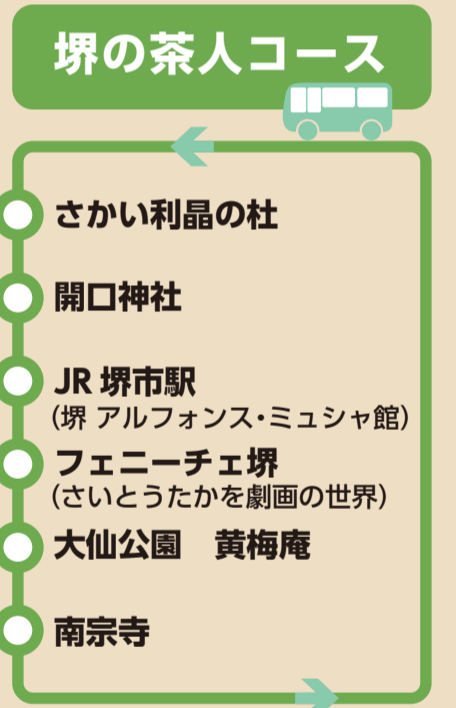 堺の茶人コース
さかい利晶の杜
開口神社
JR 堺市駅
(堺 アルフォンス・ミュシャ館)
フェニーチェ堺
(さいとうたかを劇画の世界)
大仙公園　黄梅庵
南宗寺